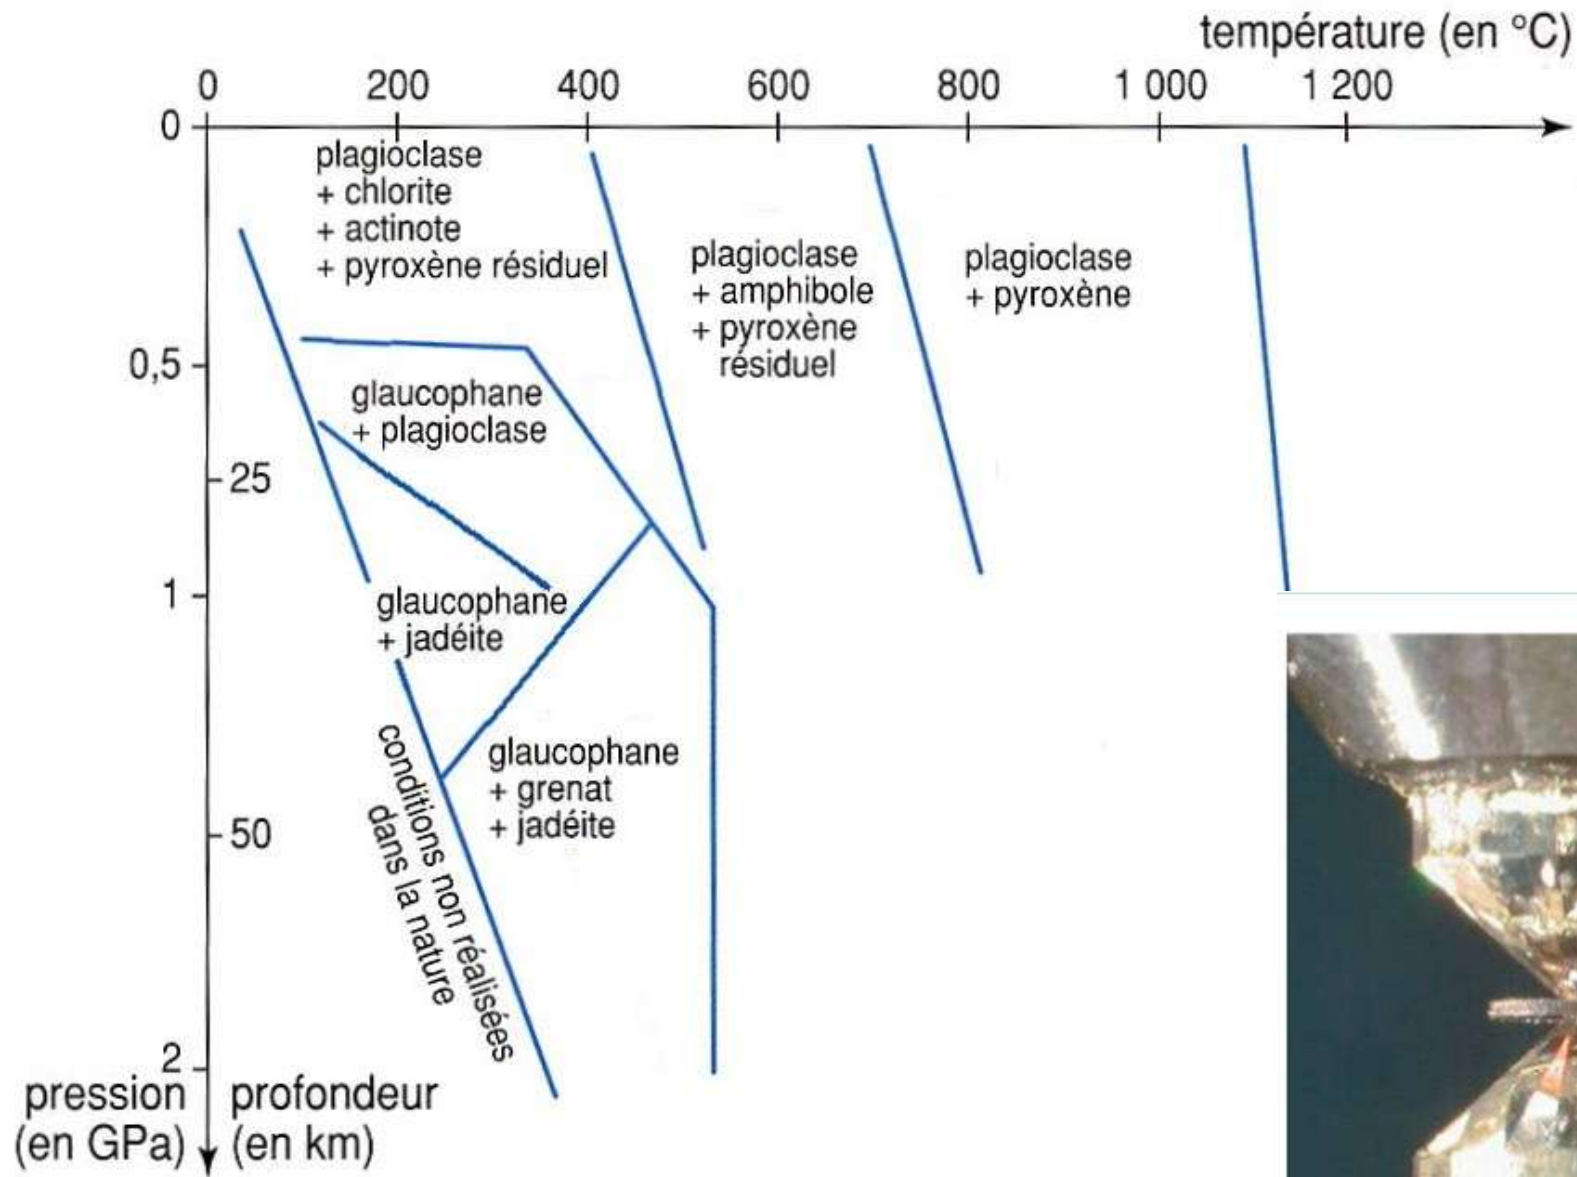 température (en °C)
0 200 400 600 800 1 000 1 200
0
plagioclase
+ chlorite
+ actinote
+ pyroxène résiduel
plagioclase
+ amphibole
+ pyroxène
résiduel
plagioclase
+ pyroxène
0,5
glaucophane
+ plagioclase
25
1
glaucophane
+ jadéite
glaucophane
+ grenat
+ jadéite
conditions non réalisées
dans la nature
50
2
pression
(en GPa)
profondeur
(en km)